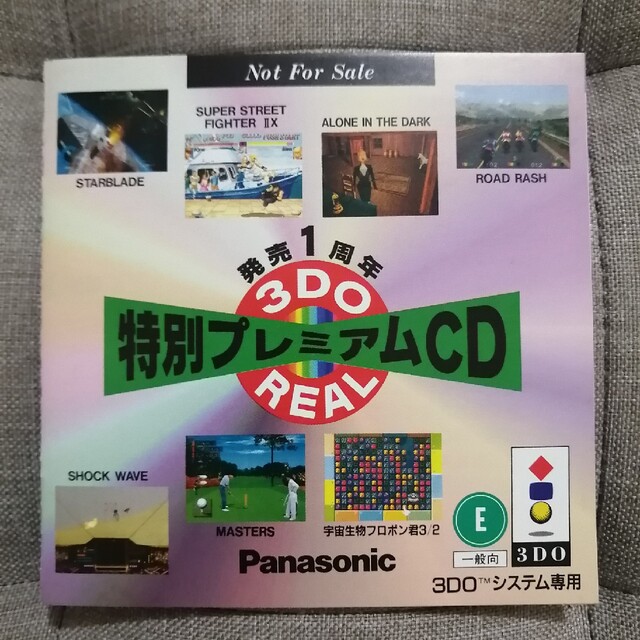 Not For Sale
STARBLADE
SUPER STREET
FIGHTER ⅡX
ALONE IN THE DARK
ROAD RASH
発売1周年
3DO
特別プレミアムCD
REAL
SHOCK WAVE
MASTERS
宇宙生物フロポン君3/2
Panasonic
E
一般向
3DO
3DO™システム専用